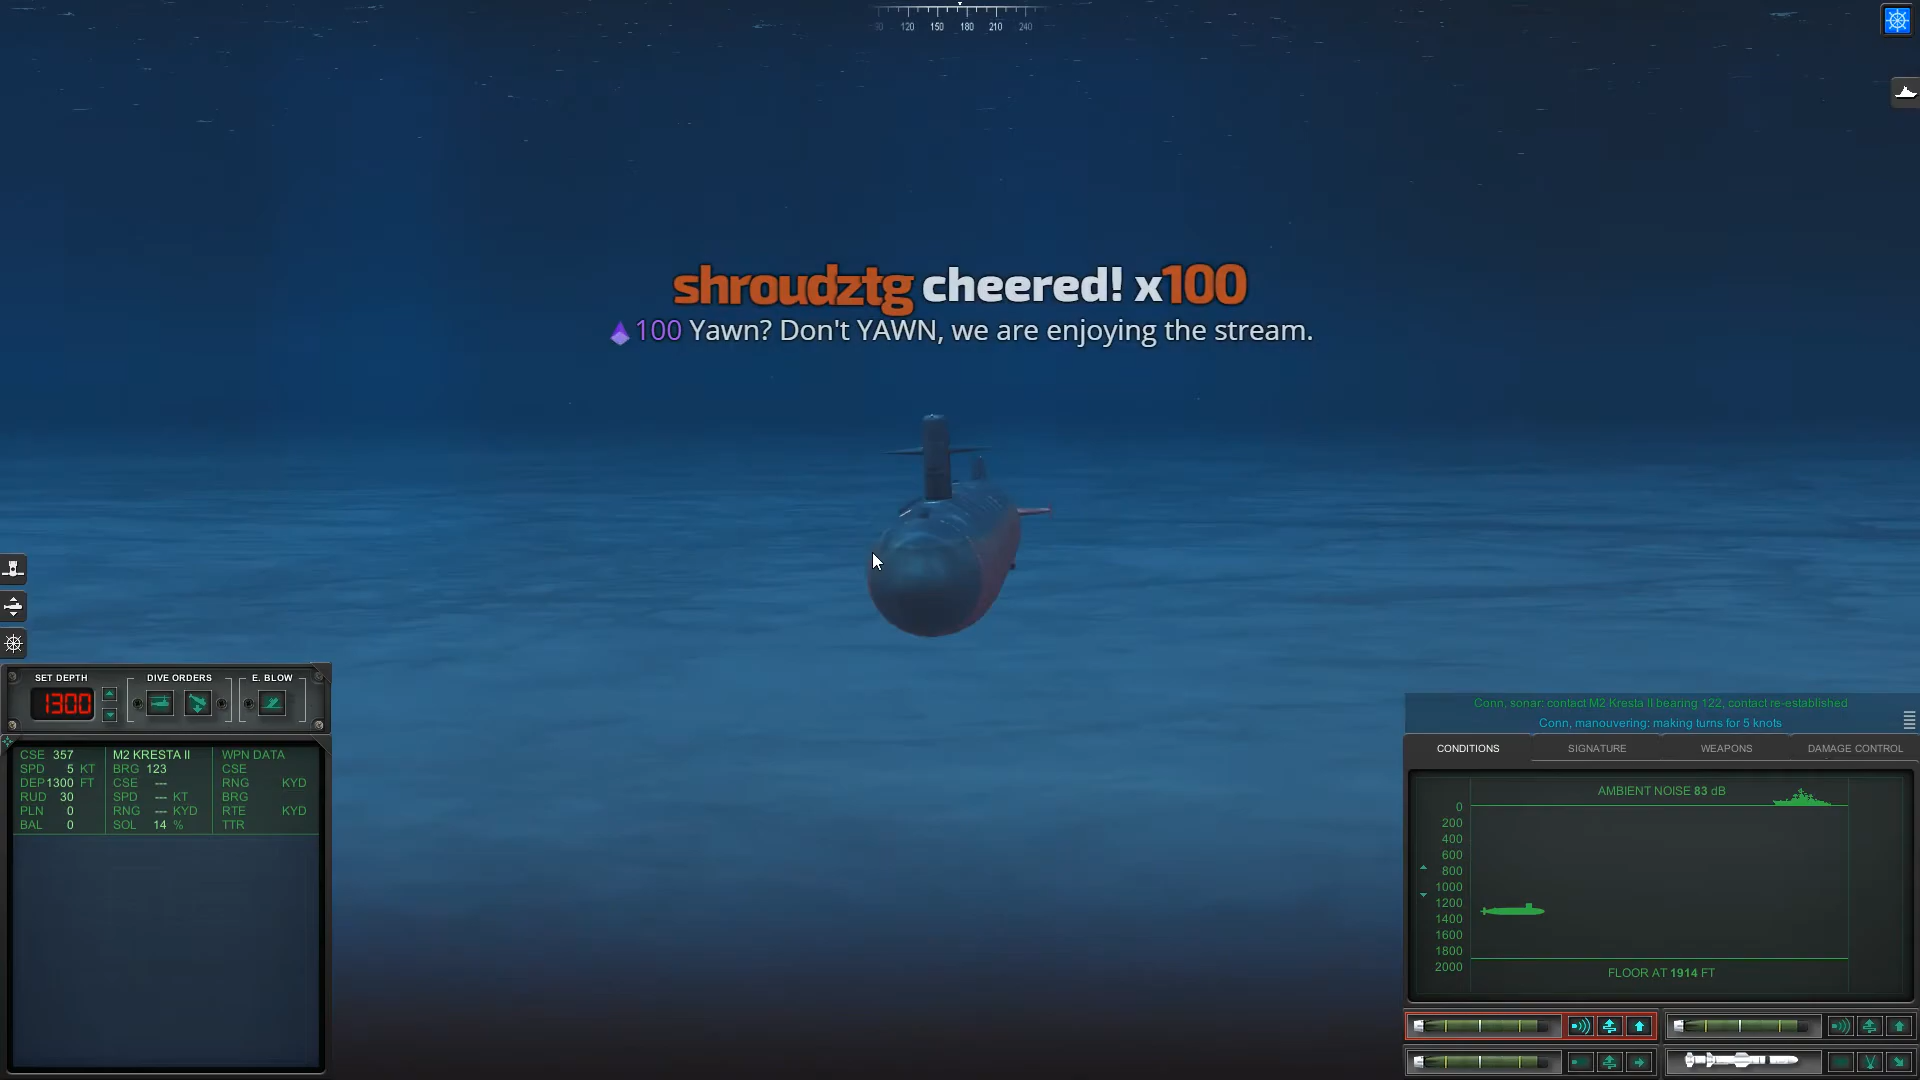 90 120 150 180 210 240
shroudztg cheered! x100
100 Yawn? Don't YAWN, we are enjoying the stream.
SET DEPTH DIVE ORDERS E. BLOW
1300
CSE 357 M2 KRESTA II WPN DATA
SPD 5 KT BRG 123 CSE
DEP 1300 FT CSE --- RNG KYD
RUD 30 SPD --- KT BRG
PLN 0 RNG --- KYD RTE KYD
BAL 0 SOL 14 % TTR
Conn, sonar: contact M2 Kresta II bearing 122, contact re-established
Conn, manouvering: making turns for 5 knots
CONDITIONS SIGNATURE WEAPONS DAMAGE CONTROL
AMBIENT NOISE 83 dB
0
200
400
600
800
1000
1200
1400
1600
1800
2000
FLOOR AT 1914 FT